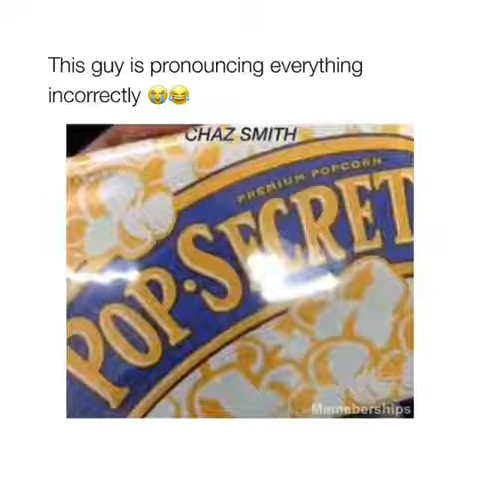 This guy is pronouncing everything
incorrectly 😭😂
CHAZ SMITH
PREMIUM POPCORN
POP·SECRET
Mameberships